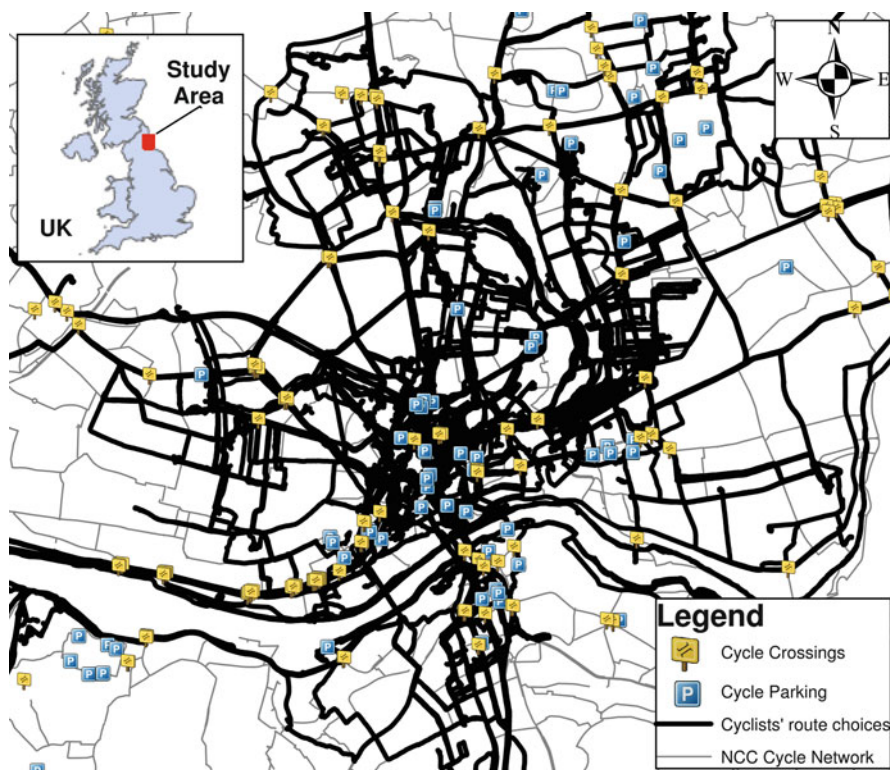 Study
Area
UK
N
W
E
S
Legend
Cycle Crossings
P
Cycle Parking
Cyclists' route choices
NCC Cycle Network